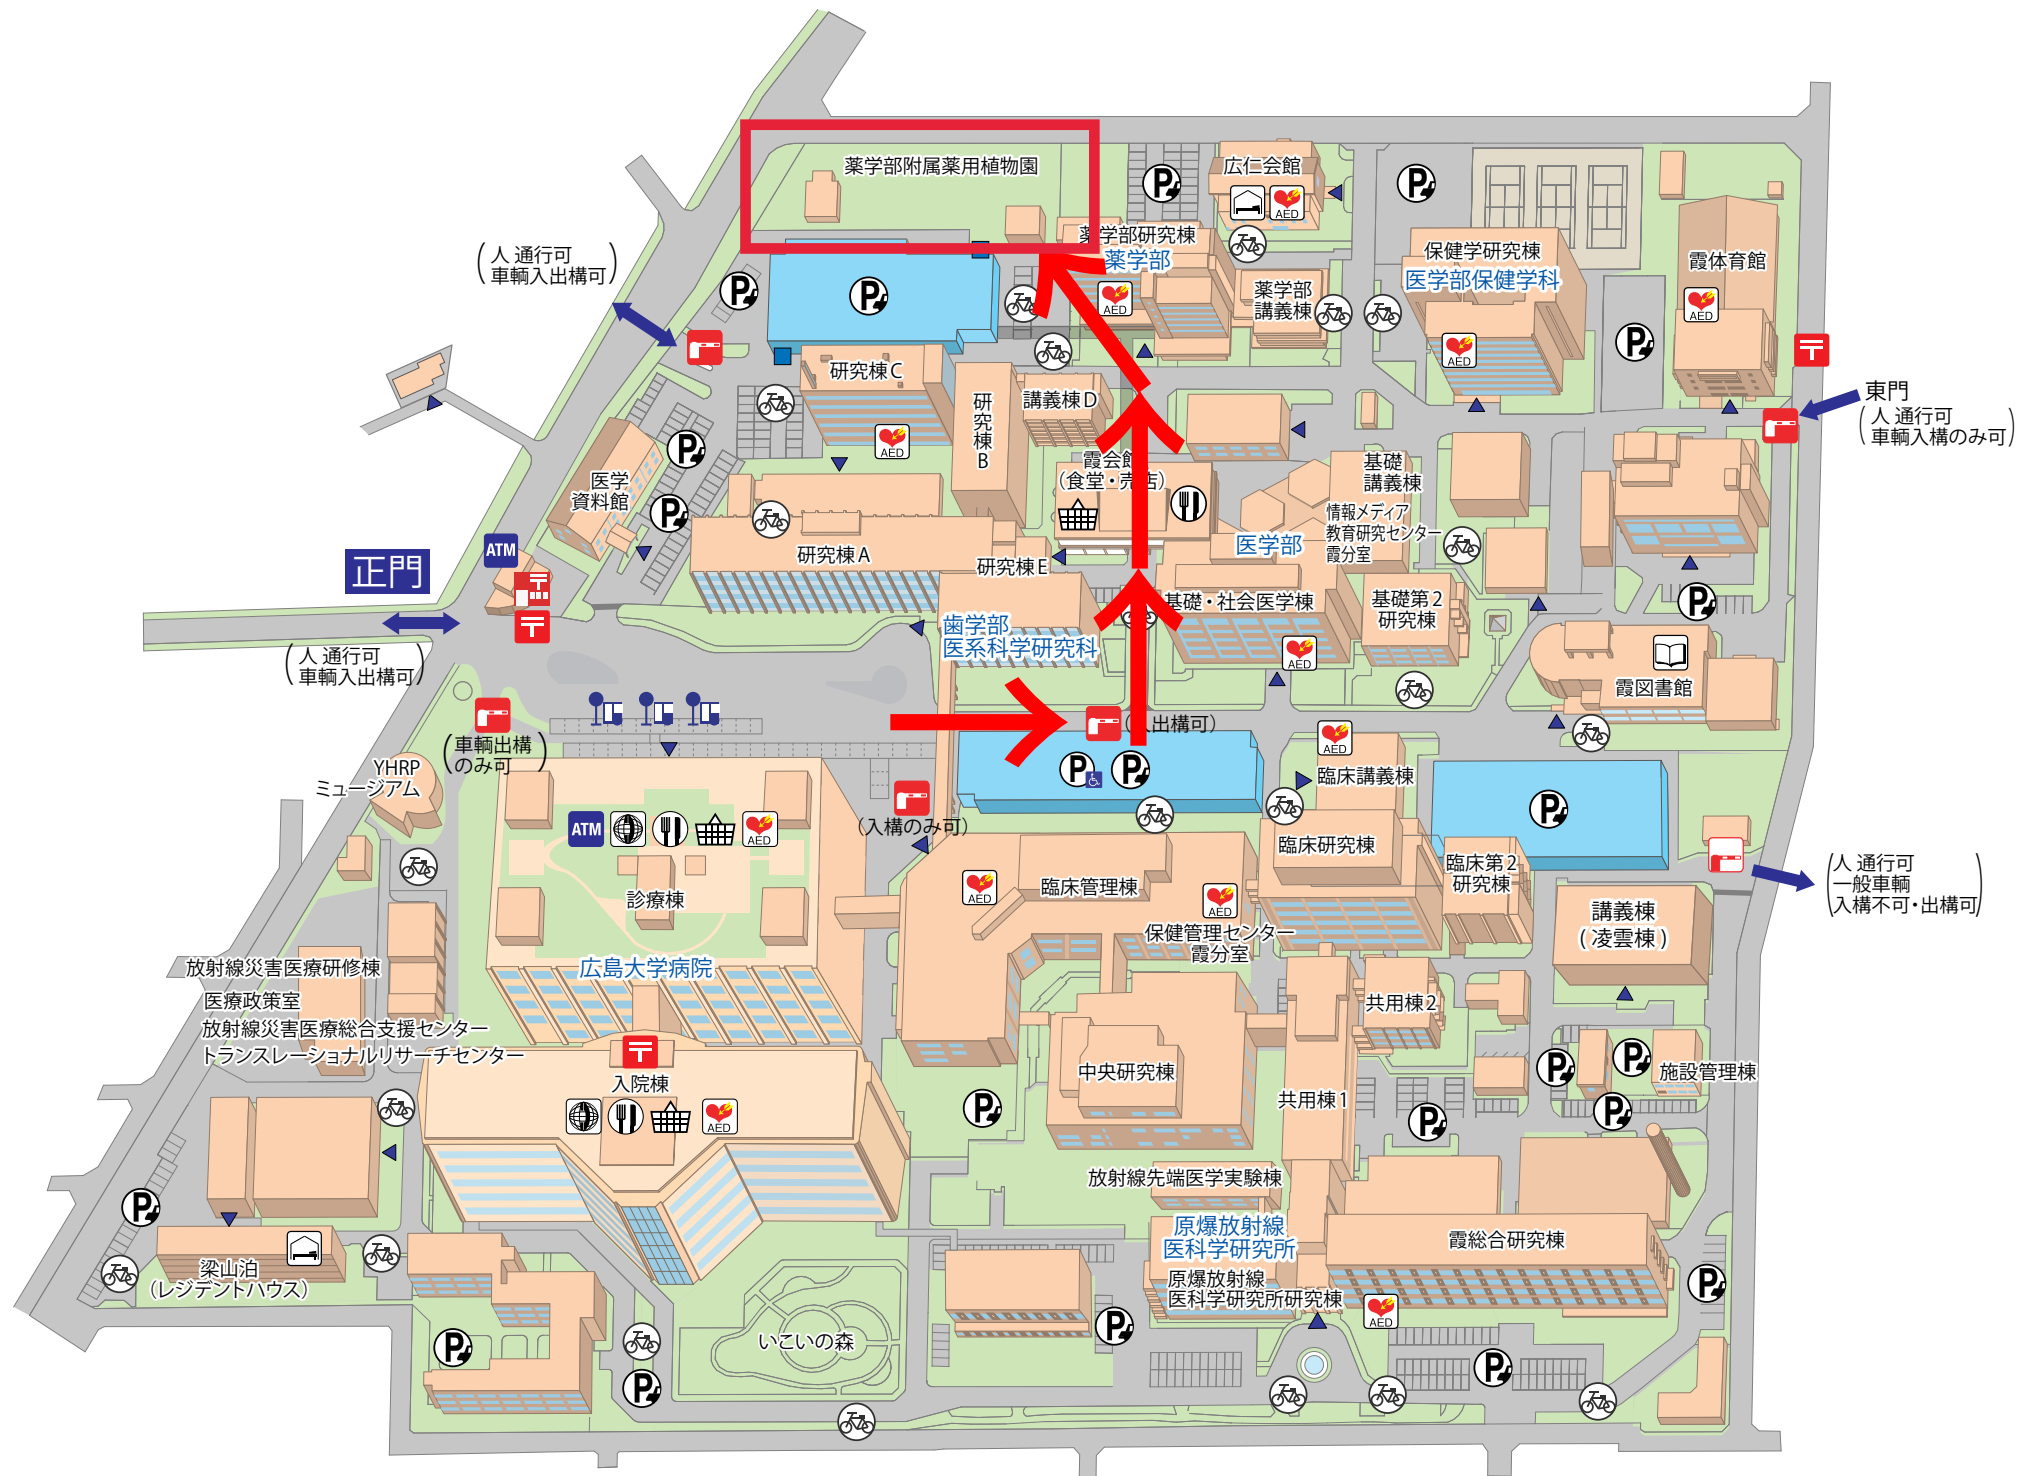 薬学部附属薬用植物園
広仁会館
AED
薬学部研究棟
薬学部
AED
薬学部
講義棟
保健学研究棟
医学部保健学科
AED
霞体育館
AED
人 通行可
車輌入出構可
東門
人 通行可
車輌入構のみ可
研究棟C
AED
研究棟B
講義棟D
霞会館
(食堂・売店)
基礎
講義棟
情報メディア
教育研究センター
霞分室
医学部
医学
資料館
ATM
正門
人 通行可
車輌入出構可
研究棟A
研究棟E
歯学部
医系科学研究科
基礎・社会医学棟
AED
基礎第2
研究棟
霞図書館
車輌出構
のみ可
YHRP
ミュージアム
出構可)
(入構のみ可)
AED
臨床講義棟
ATM
AED
診療棟
広島大学病院
AED
臨床管理棟
AED
保健管理センター
霞分室
臨床研究棟
臨床第2
研究棟
人 通行可
一般車輌
入構不可・出構可
講義棟
(凌雲棟)
放射線災害医療研修棟
医療政策室
放射線災害医療総合支援センター
トランスレーショナルリサーチセンター
入院棟
AED
中央研究棟
共用棟1
共用棟2
施設管理棟
放射線先端医学実験棟
原爆放射線
医科学研究所
原爆放射線
医科学研究所研究棟
霞総合研究棟
AED
梁山泊
(レジデントハウス)
いこいの森